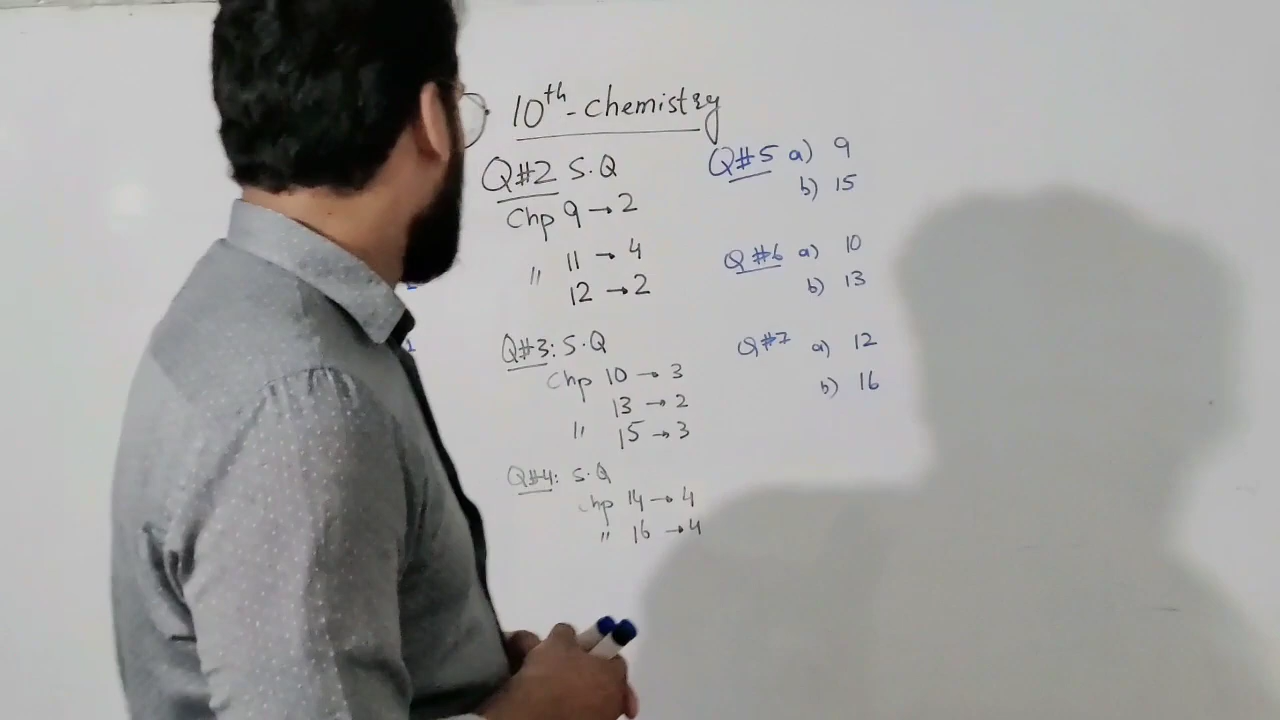 10th - Chemistry
Q#2 S.Q
Chp 9 → 2
" 11 → 4
12 → 2
Q#3: S.Q
Chp 10 → 3
13 → 2
" 15 → 3
Q#4: S.Q
Chp 14 → 4
" 16 → 4
Q#5 a) 9
b) 15
Q#6 a) 10
b) 13
Q#7 a) 12
b) 16